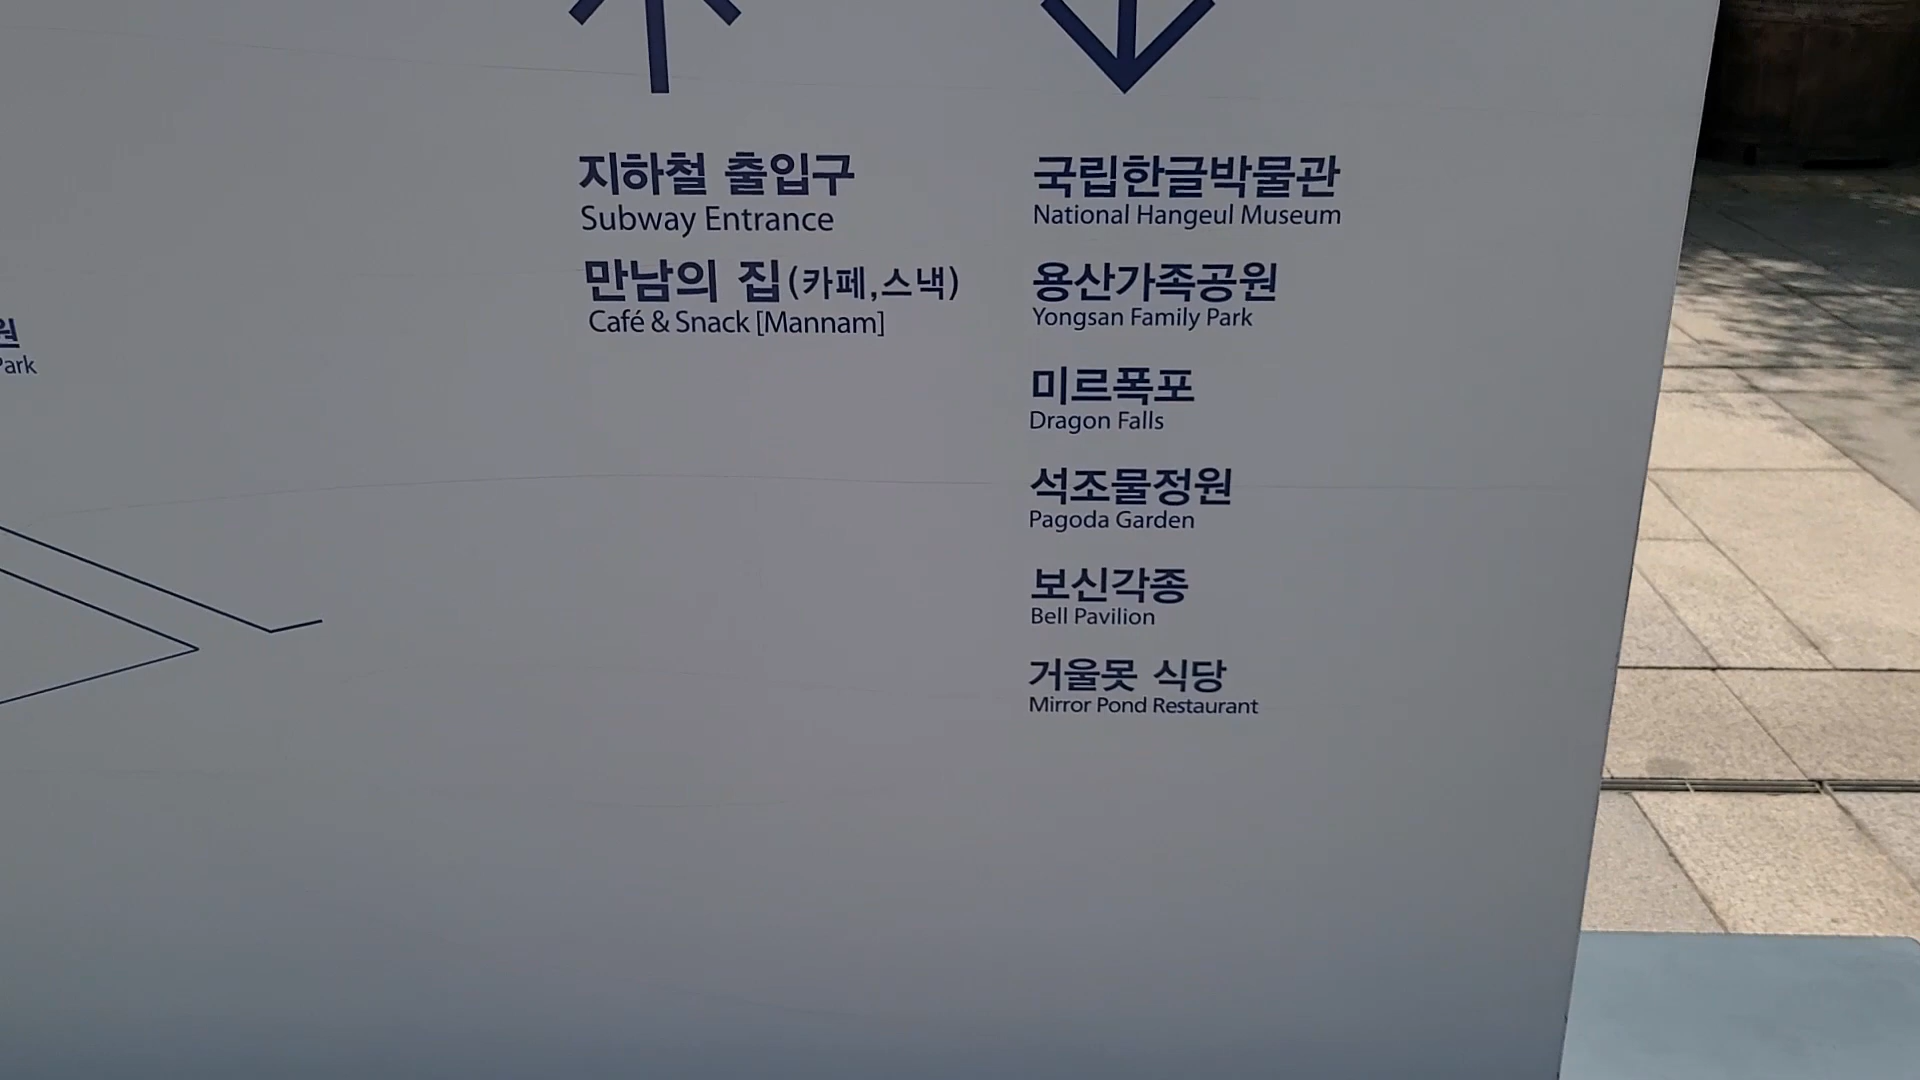 원
Park
지하철 출입구
Subway Entrance
만남의 집(카페,스낵)
Café & Snack [Mannam]
국립한글박물관
National Hangeul Museum
용산가족공원
Yongsan Family Park
미르폭포
Dragon Falls
석조물정원
Pagoda Garden
보신각종
Bell Pavilion
거울못 식당
Mirror Pond Restaurant